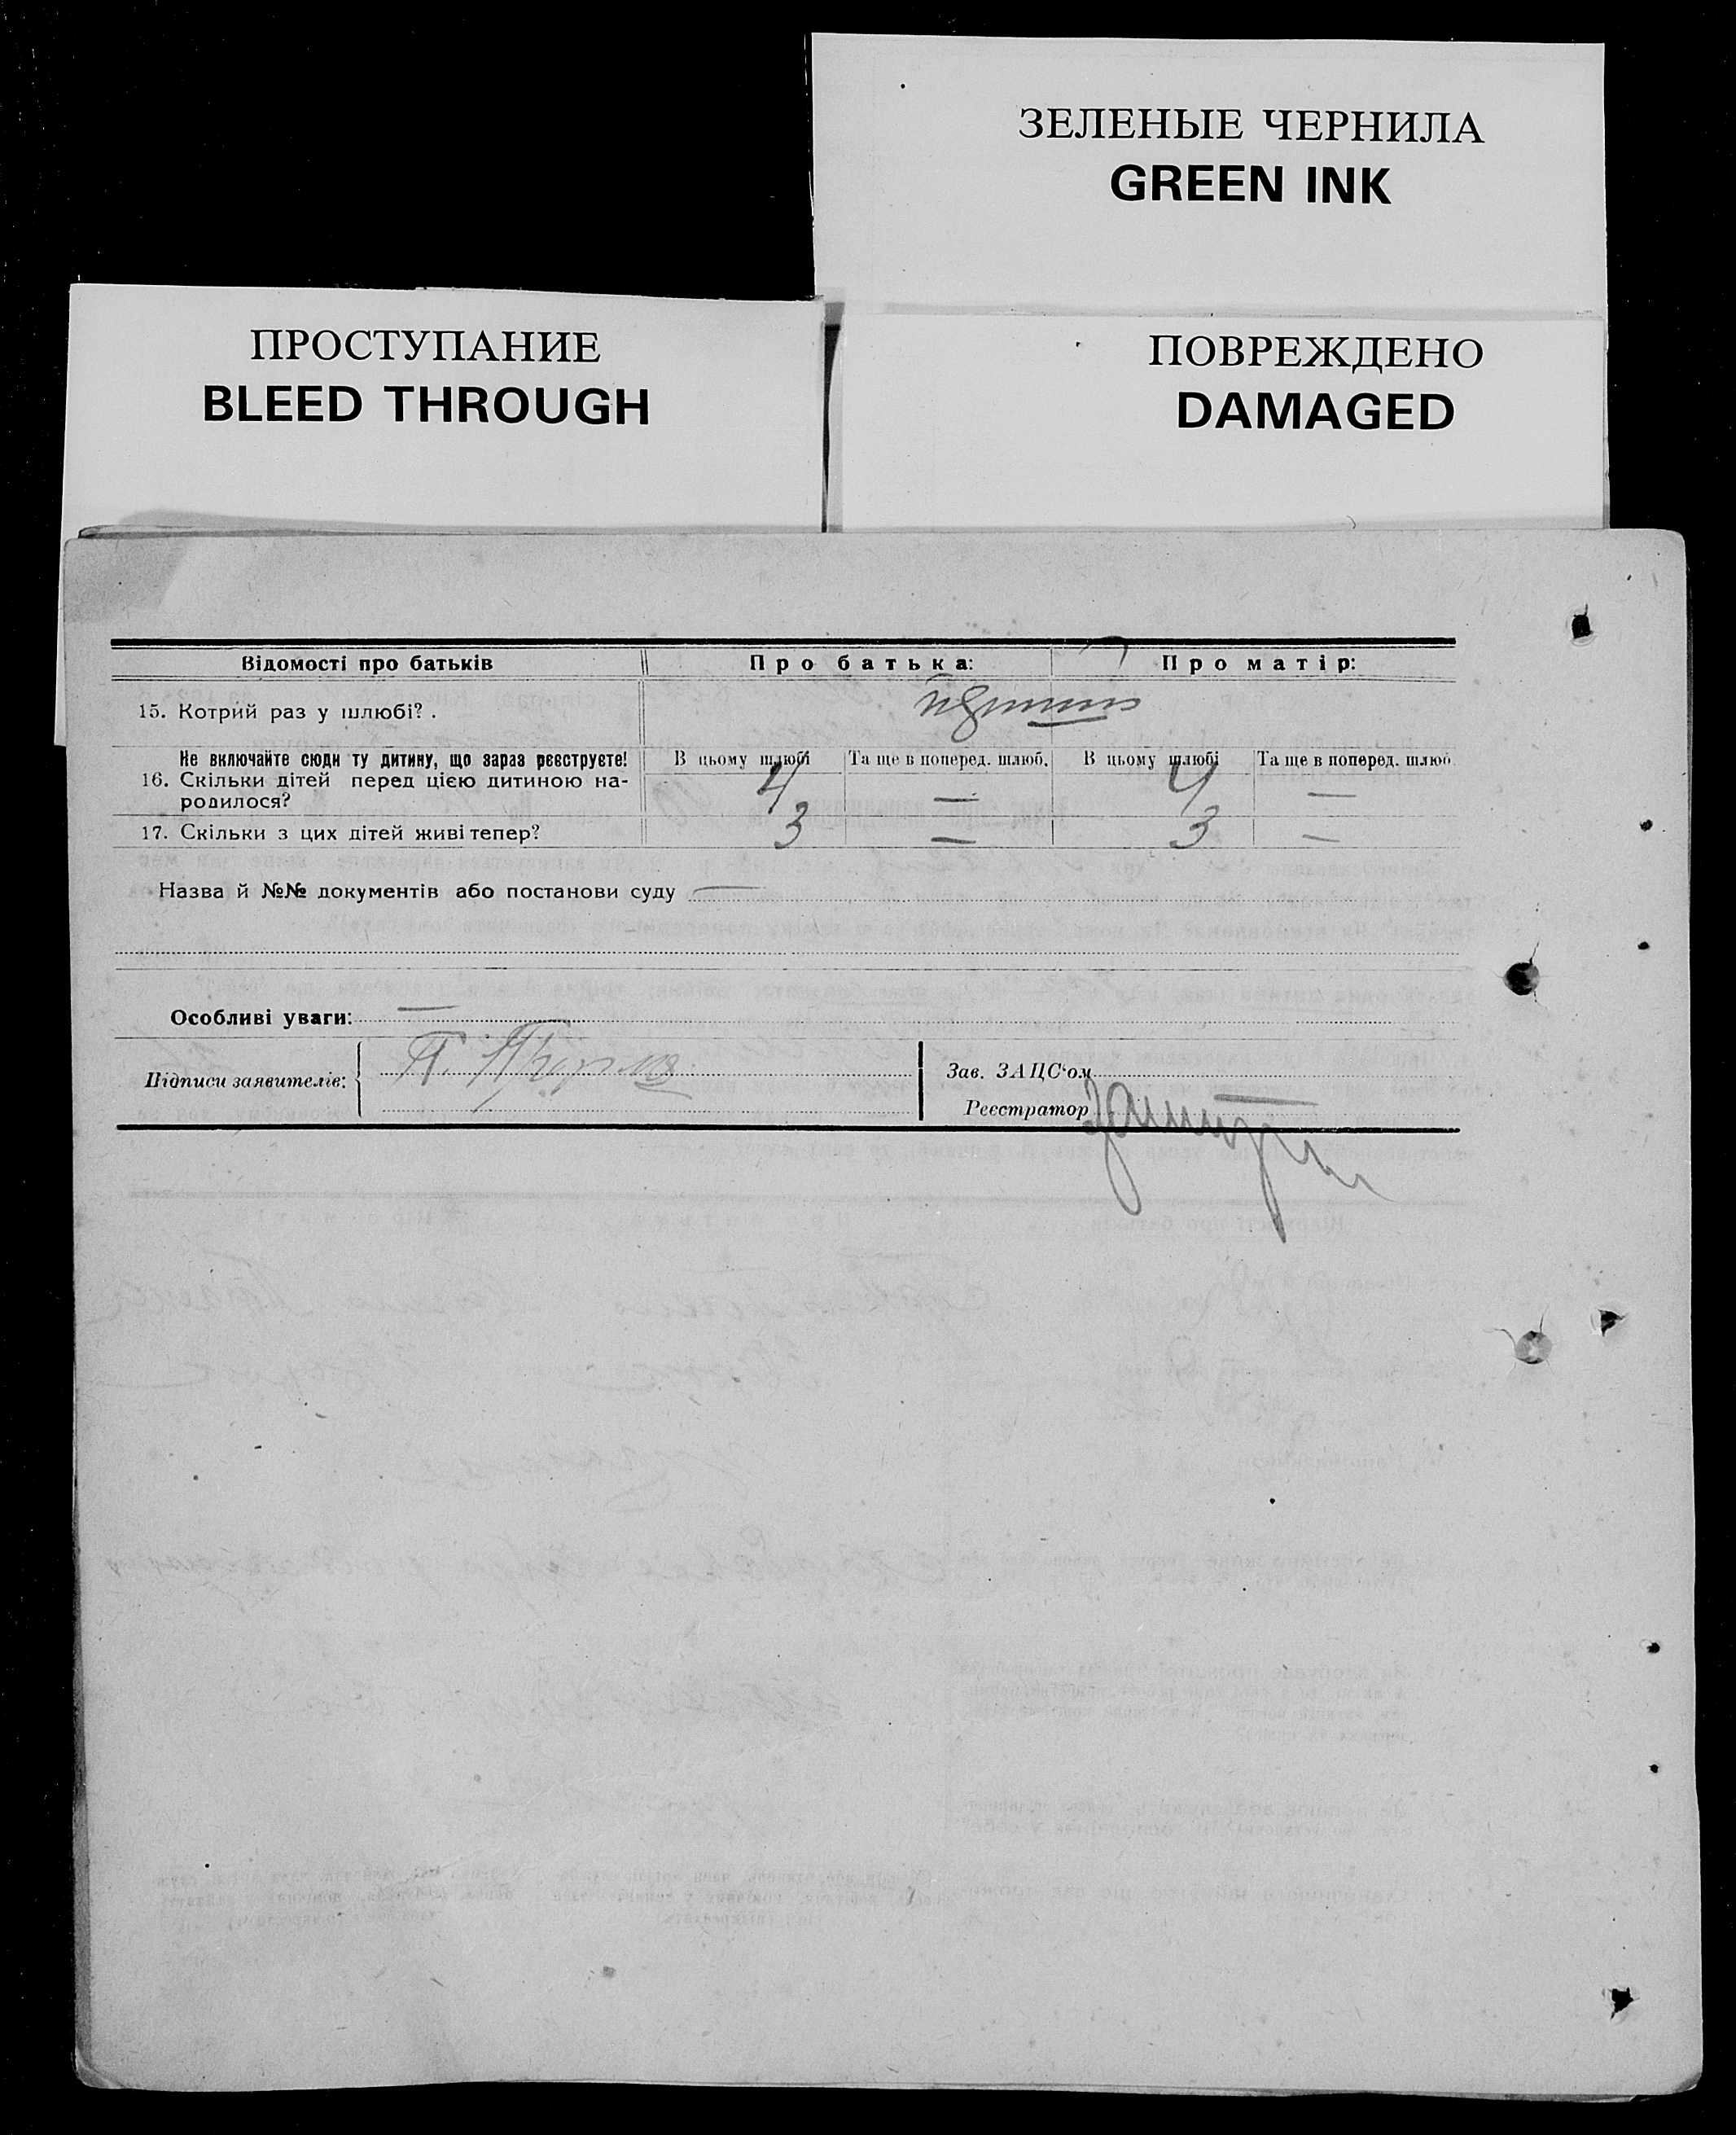 ЗЕЛЕНЫЕ ЧЕРНИЛА
GREEN INK
ПРОСТУПАНИЕ
BLEED THROUGH
ПОВРЕЖДЕНО
DAMAGED
Відомості про батьків Про батька: Про матір:
15. Котрий раз у шлюбі? .
Не включайте сюди ту дитину, що зараз реєструєте! В цьому шлюбі Та ще в поперед. шлюб. В цьому шлюбі Та ще в поперед. шлюб.
16. Скільки дітей перед цією дитиною на-
родилося? 4 — 4 —
17. Скільки з цих дітей живі тепер? 3 — 3 —
Назва й №№ документів або постанови суду —
Особливі уваги: —
Підписи заявителів: П.
Зав. ЗАЦС'ом
Реєстратор